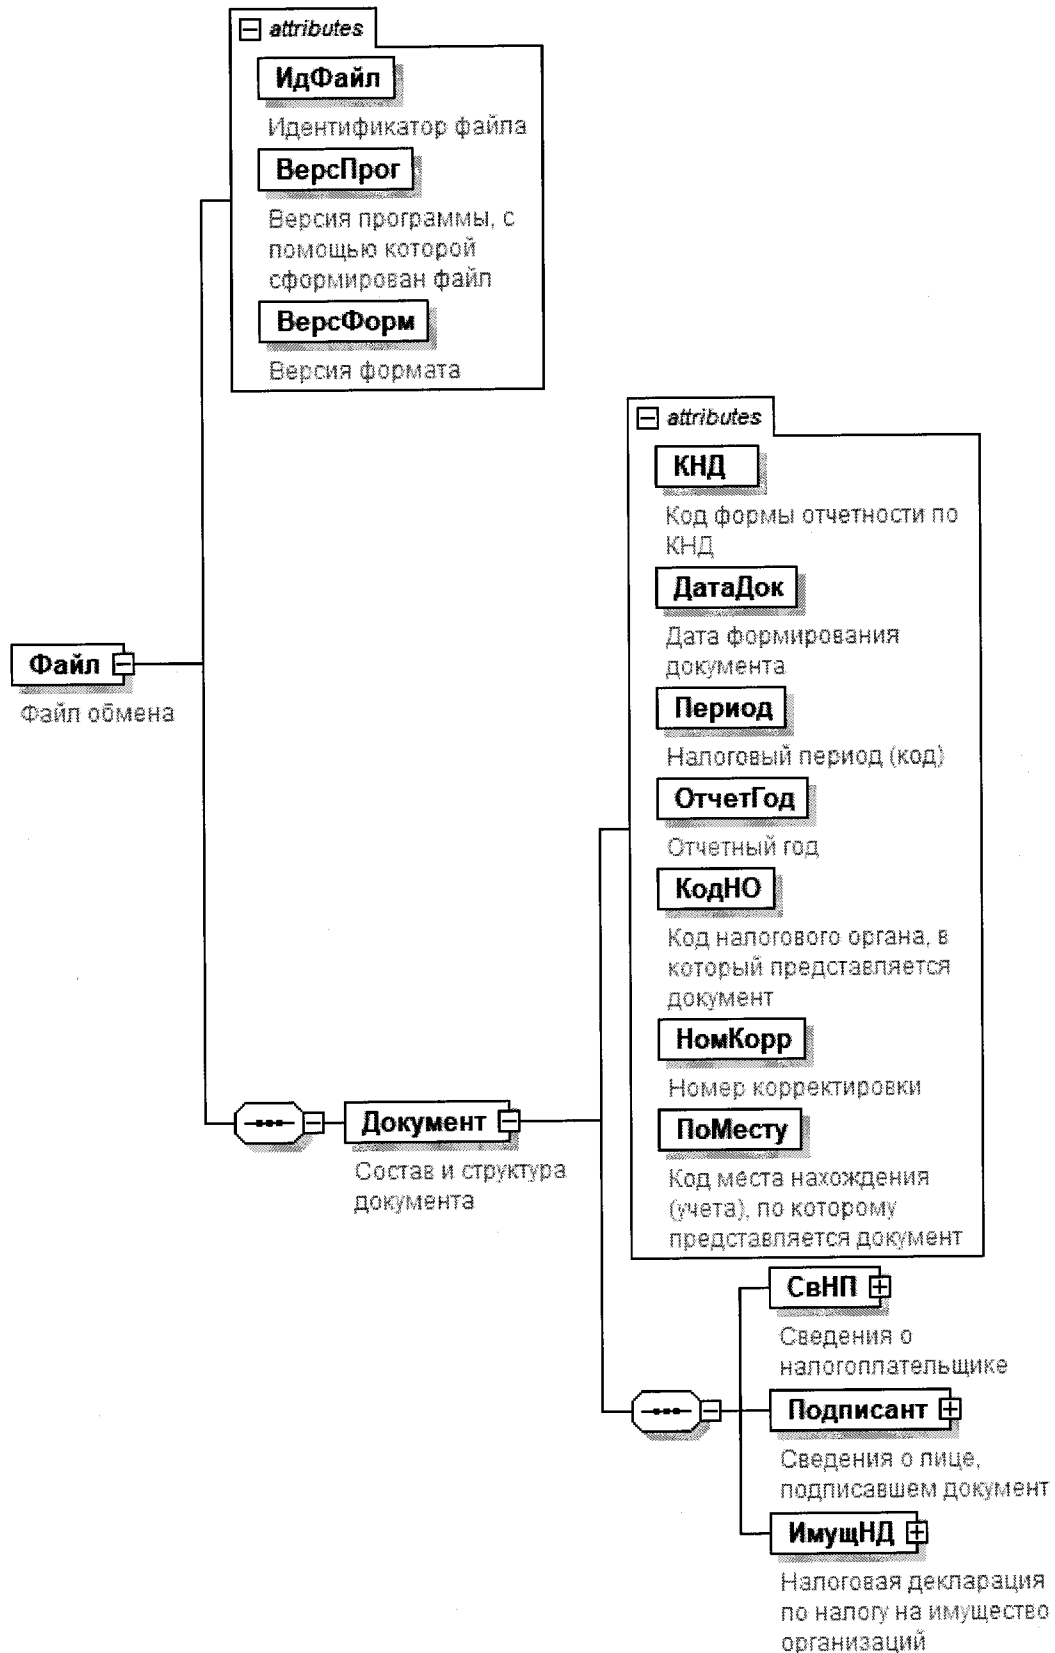 attributes
ИдФайл
Идентификатор файла
ВерсПрог
Версия программы, с
помощью которой
сформирован файл
ВерсФорм
Версия формата
attributes
КНД
Код формы отчетности по
КНД
ДатаДок
Дата формирования
документа
Файл
Файл обмена
Период
Налоговый период (код)
ОтчетГод
Отчетный год
КодНО
Код налогового органа, в
который представляется
документ
НомКорр
Номер корректировки
Документ
Состав и структура
документа
ПоМесту
Код места нахождения
(учета), по которому
представляется документ
СвНП
Сведения о
налогоплательщике
Подписант
Сведения о лице,
подписавшем документ
ИмущНД
Налоговая декларация
по налогу на имущество
организаций